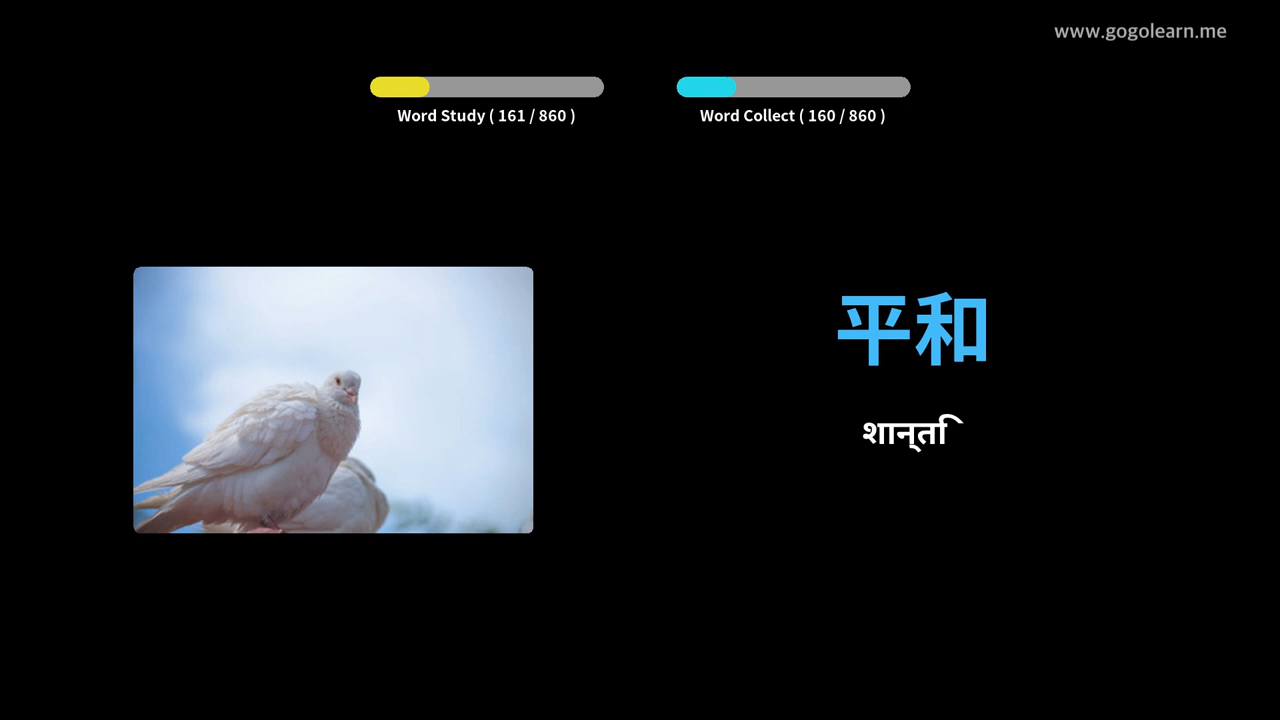 www.gogolearn.me
Word Study ( 161 / 860 )
Word Collect ( 160 / 860 )
平和
शान्ति